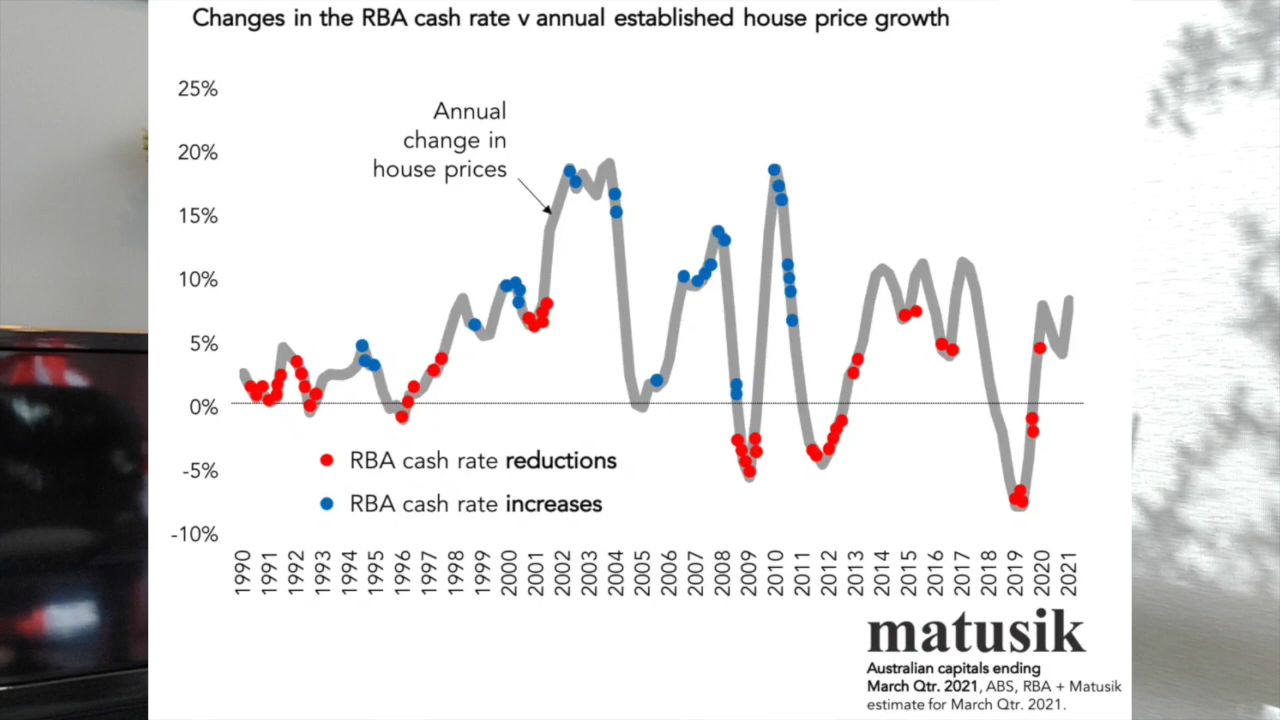 Changes in the RBA cash rate v annual established house price growth
25%
20%
15%
10%
5%
0%
-5%
-10%
Annual
change in
house prices
RBA cash rate reductions
RBA cash rate increases
1990 1991 1992 1993 1994 1995 1996 1997 1998 1999 2000 2001 2002 2003 2004 2005 2006 2007 2008 2009 2010 2011 2012 2013 2014 2015 2016 2017 2018 2019 2020 2021
matusik
Australian capitals ending
March Qtr. 2021, ABS, RBA + Matusik
estimate for March Qtr. 2021.